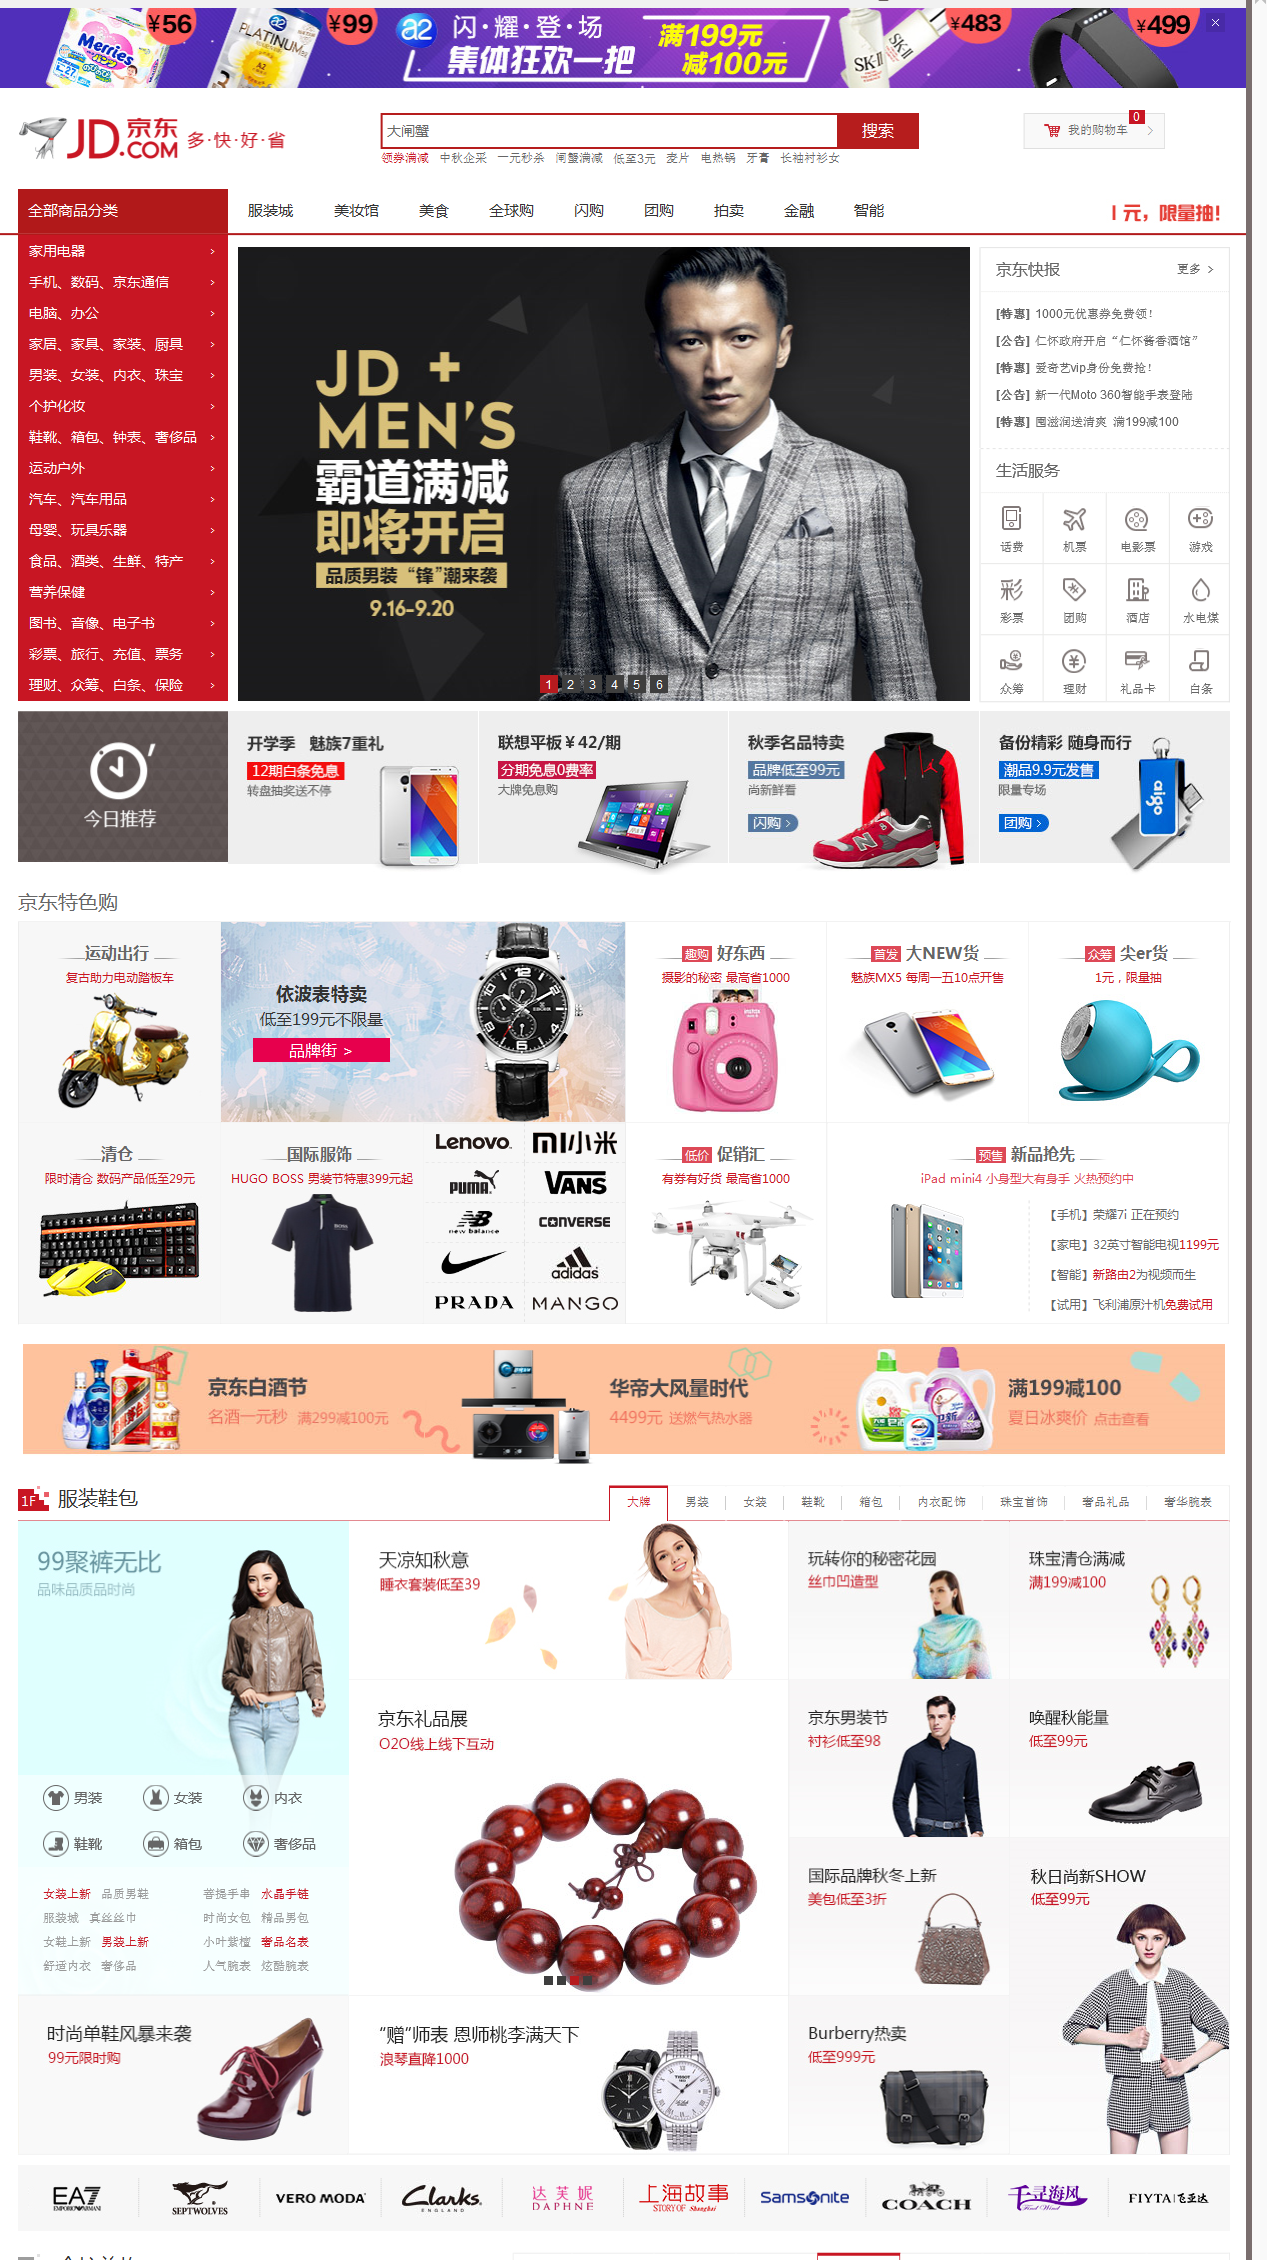 ¥56
¥99
a2
PLATINUM
Merries
闪·耀·登·场
集体狂欢一把
满199元
减100元
SK-II
¥483
¥499
JD.COM 京东
多·快·好·省
大闸蟹
搜索
0
我的购物车
领券满减 中秋企采 一元秒杀 闸蟹满减 低至3元 麦片 电热锅 牙膏 长袖衬衫女
全部商品分类
服装城 美妆馆 美食 全球购 闪购 团购 拍卖 金融 智能
1元，限量抽！
家用电器
手机、数码、京东通信
电脑、办公
家居、家具、家装、厨具
男装、女装、内衣、珠宝
个护化妆
鞋靴、箱包、钟表、奢侈品
运动户外
汽车、汽车用品
母婴、玩具乐器
食品、酒类、生鲜、特产
营养保健
图书、音像、电子书
彩票、旅行、充值、票务
理财、众筹、白条、保险
JD +
MEN'S
霸道满减
即将开启
品质男装“锋”潮来袭
9.16-9.20
1 2 3 4 5 6
京东快报
更多 >
[特惠] 1000元优惠券免费领！
[公告] 仁怀政府开启“仁怀酱香酒馆”
[特惠] 爱奇艺vip身份免费抢！
[公告] 新一代Moto 360智能手表登陆
[特惠] 围滋润送清爽 满199减100
生活服务
话费 机票 电影票 游戏
彩票 团购 酒店 水电煤
众筹 理财 礼品卡 白条
今日推荐
开学季 魅族7重礼
12期白条免息
转盘抽奖送不停
联想平板￥42/期
分期免息0费率
大牌免息购
秋季名品特卖
品牌低至99元
尚新鲜看
闪购 >
备份精彩 随身而行
潮品9.9元发售
限量专场
团购 >
aigo
京东特色购
运动出行
复古助力电动踏板车
依波表特卖
低至199元不限量
品牌街 >
趣购 好东西
摄影的秘密 最高省1000
首发 大NEW货
魅族MX5 每周一五10点开售
众筹 尖er货
1元，限量抽
清仓
限时清仓 数码产品低至29元
国际服饰
HUGO BOSS 男装节特惠399元起
Lenovo
小米
PUMA
VANS
new balance
CONVERSE
adidas
PRADA
MANGO
低价 促销汇
有券有好货 最高省1000
预售 新品抢先
iPad mini4 小身型大有身手 火热预约中
【手机】荣耀7i 正在预约
【家电】32英寸智能电视1199元
【智能】新路由2为视频而生
【试用】飞利浦原汁机免费试用
京东白酒节
名酒一元秒 满299减100元
华帝大风量时代
4499元 送燃气热水器
满199减100
夏日冰爽价 点击查看
1F 服装鞋包
大牌 男装 女装 鞋靴 箱包 内衣配饰 珠宝首饰 奢品礼品 奢华腕表
99聚裤无比
品味品质品时尚
天凉知秋意
睡衣套装低至39
玩转你的秘密花园
丝巾凹造型
珠宝清仓满减
满199减100
京东礼品展
O2O线上线下互动
京东男装节
衬衫低至98
唤醒秋能量
低至99元
男装 女装 内衣
鞋靴 箱包 奢侈品
女装上新 品质男鞋 菩提手串 水晶手链
服装城 真丝丝巾 时尚女包 精品男包
女鞋上新 男装上新 小叶紫檀 奢品名表
舒适内衣 奢侈品 人气腕表 炫酷腕表
国际品牌秋冬上新
美包低至3折
秋日尚新SHOW
低至99元
时尚单鞋风暴来袭
99元限时购
“赠”师表 恩师桃李满天下
浪琴直降1000
Burberry热卖
低至999元
EA7
EMPORIO ARMANI
SEPTWOLVES
VERO MODA
Clarks
ENGLAND
达芙妮
DAPHNE
上海故事
STORY OF Shanghai
Samsonite
COACH
千寻海风
Find Wind
FIYTA | 飞亚达